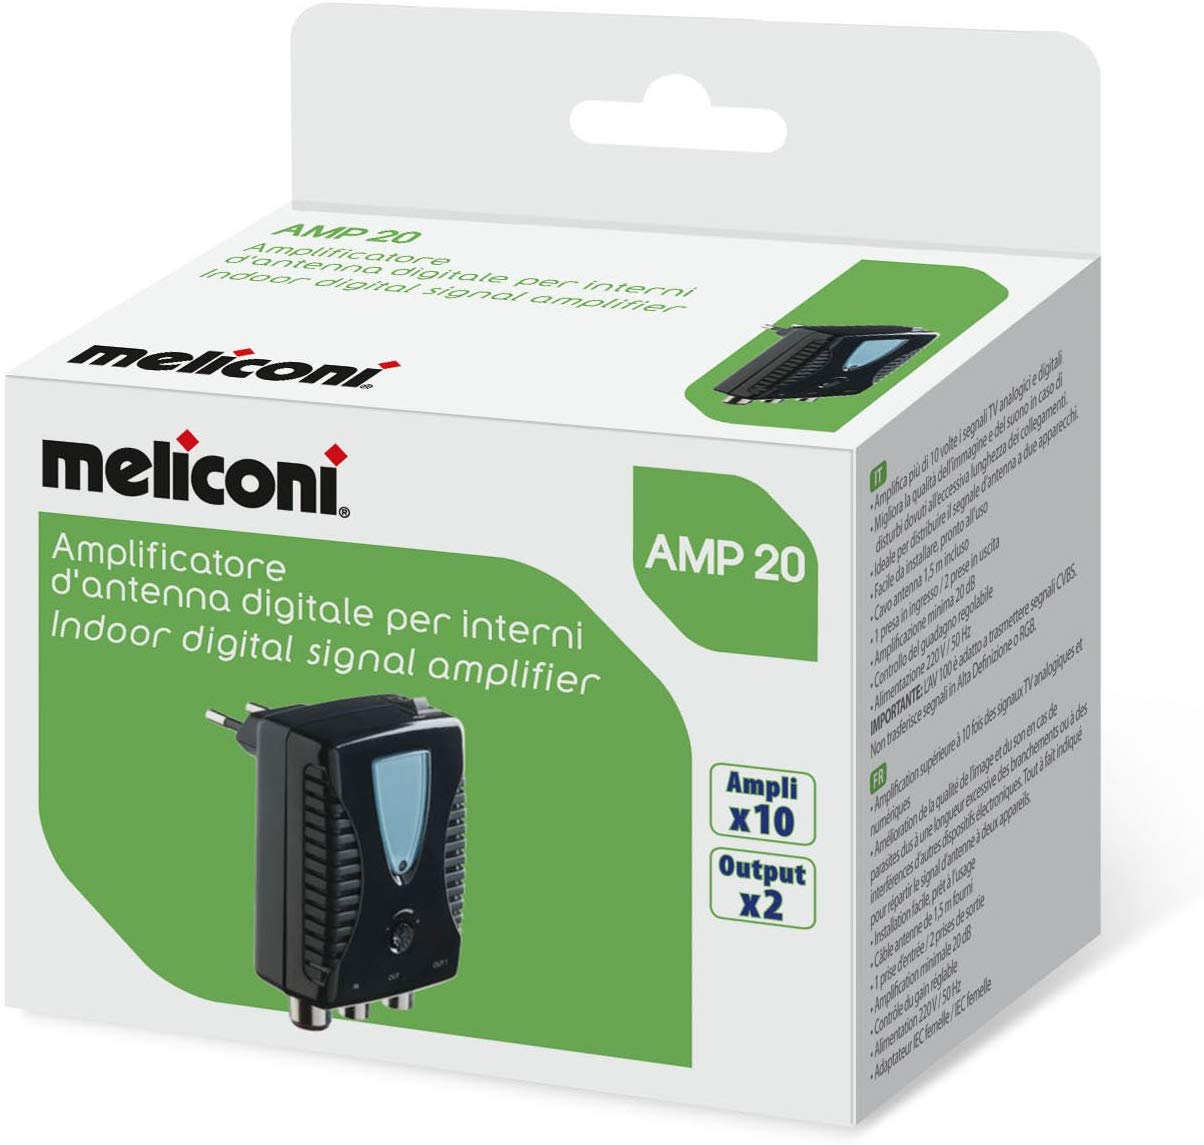 AMP 20
Amplificatore
d'antenna digitale per interni
Indoor digital signal amplifier
meliconi®
meliconi®
Amplificatore
d'antenna digitale per interni
Indoor digital signal amplifier
AMP 20
Ampli
x10
Output
x2
IN
OUT
OUT 1
IT
• Amplifica più di 10 volte i segnali TV analogici e digitali
• Migliora la qualità dell'immagine e del suono in caso di
disturbi dovuti all'eccessiva lunghezza dei collegamenti.
• Ideale per distribuire il segnale d'antenna a due apparecchi.
• Facile da installare, pronto all'uso
• Cavo antenna 1,5 m incluso
• 1 presa in ingresso / 2 prese in uscita
• Amplificazione minima 20 dB
• Controllo del guadagno regolabile
• Alimentazione 220 V / 50 Hz
IMPORTANTE: L'AV 100 è adatto a trasmettere segnali CVBS.
Non trasferisce segnali in Alta Definizione o RGB.
FR
• Amplification supérieure à 10 fois des signaux TV analogiques et
numériques
• Amélioration de la qualité de l'image et du son en cas de
parasites dus à une longueur excessive des branchements ou à des
interférences d'autres dispositifs électroniques. Tout à fait indiqué
pour répartir le signal d'antenne à deux appareils.
• Installation facile, prêt à l'usage
• Câble antenne de 1,5 m fourni
• 1 prise d'entrée / 2 prises de sortie
• Amplification minimale 20 dB
• Contrôle du gain réglable
• Alimentation 220 V / 50 Hz
• Adaptateur IEC femelle / IEC femelle